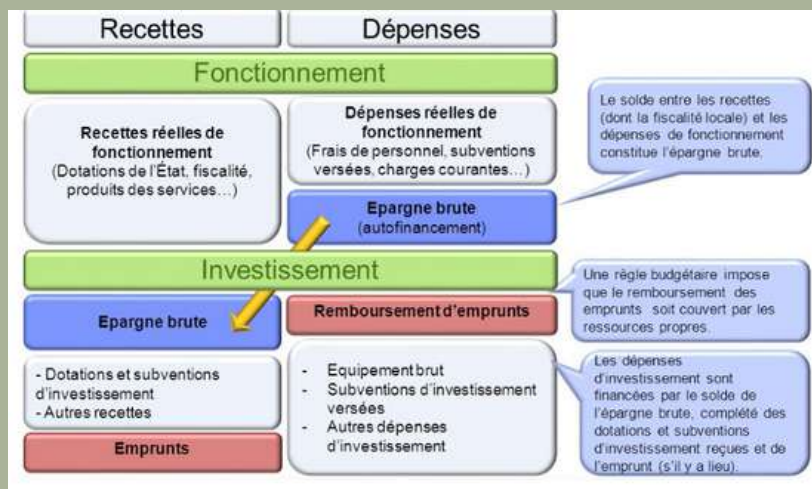 Recettes
Dépenses
Fonctionnement
Recettes réelles de
fonctionnement
(Dotations de l'État, fiscalité,
produits des services…)
Dépenses réelles de
fonctionnement
(Frais de personnel, subventions
versées, charges courantes…)
Epargne brute
(autofinancement)
Le solde entre les recettes
(dont la fiscalité locale) et les
dépenses de fonctionnement
constitue l'épargne brute.
Investissement
Epargne brute
- Dotations et subventions
d'investissement
- Autres recettes
Emprunts
Remboursement d'emprunts
- Equipement brut
- Subventions d'investissement
versées
- Autres dépenses
d'investissement
Une règle budgétaire impose
que le remboursement des
emprunts soit couvert par les
ressources propres.
Les dépenses
d'investissement sont
financées par le solde de
l'épargne brute, complété des
dotations et subventions
d'investissement reçues et de
l'emprunt (s'il y a lieu).